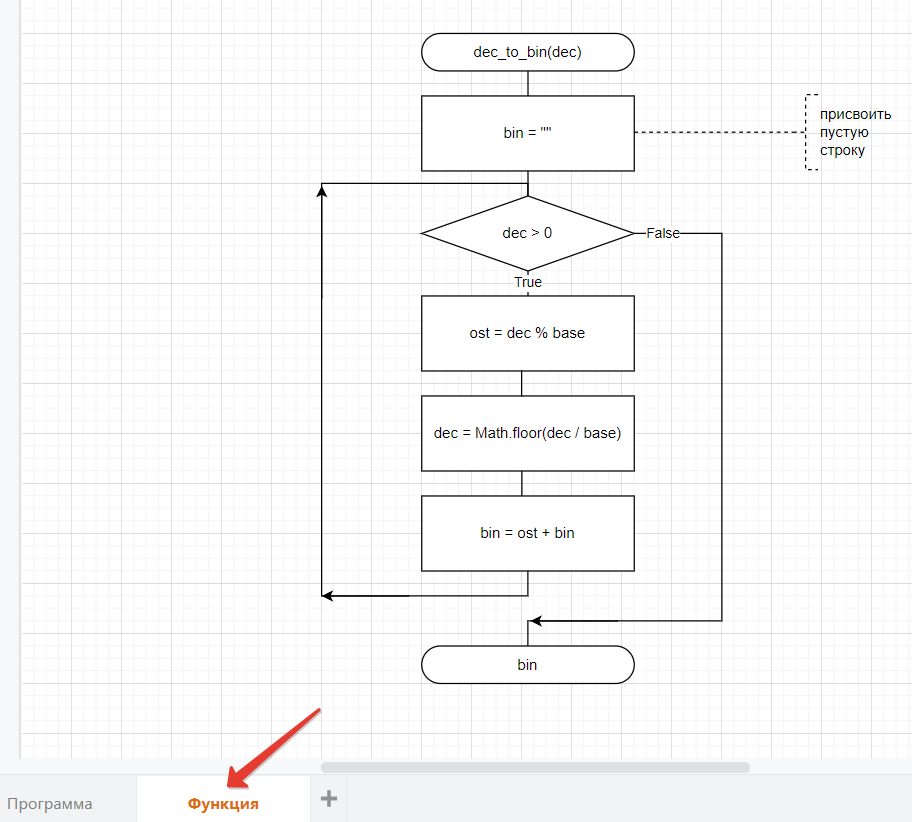 dec_to_bin(dec)
bin = ""
присвоить
пустую
строку
dec > 0
False
True
ost = dec % base
dec = Math.floor(dec / base)
bin = ost + bin
bin
Программа
Функция